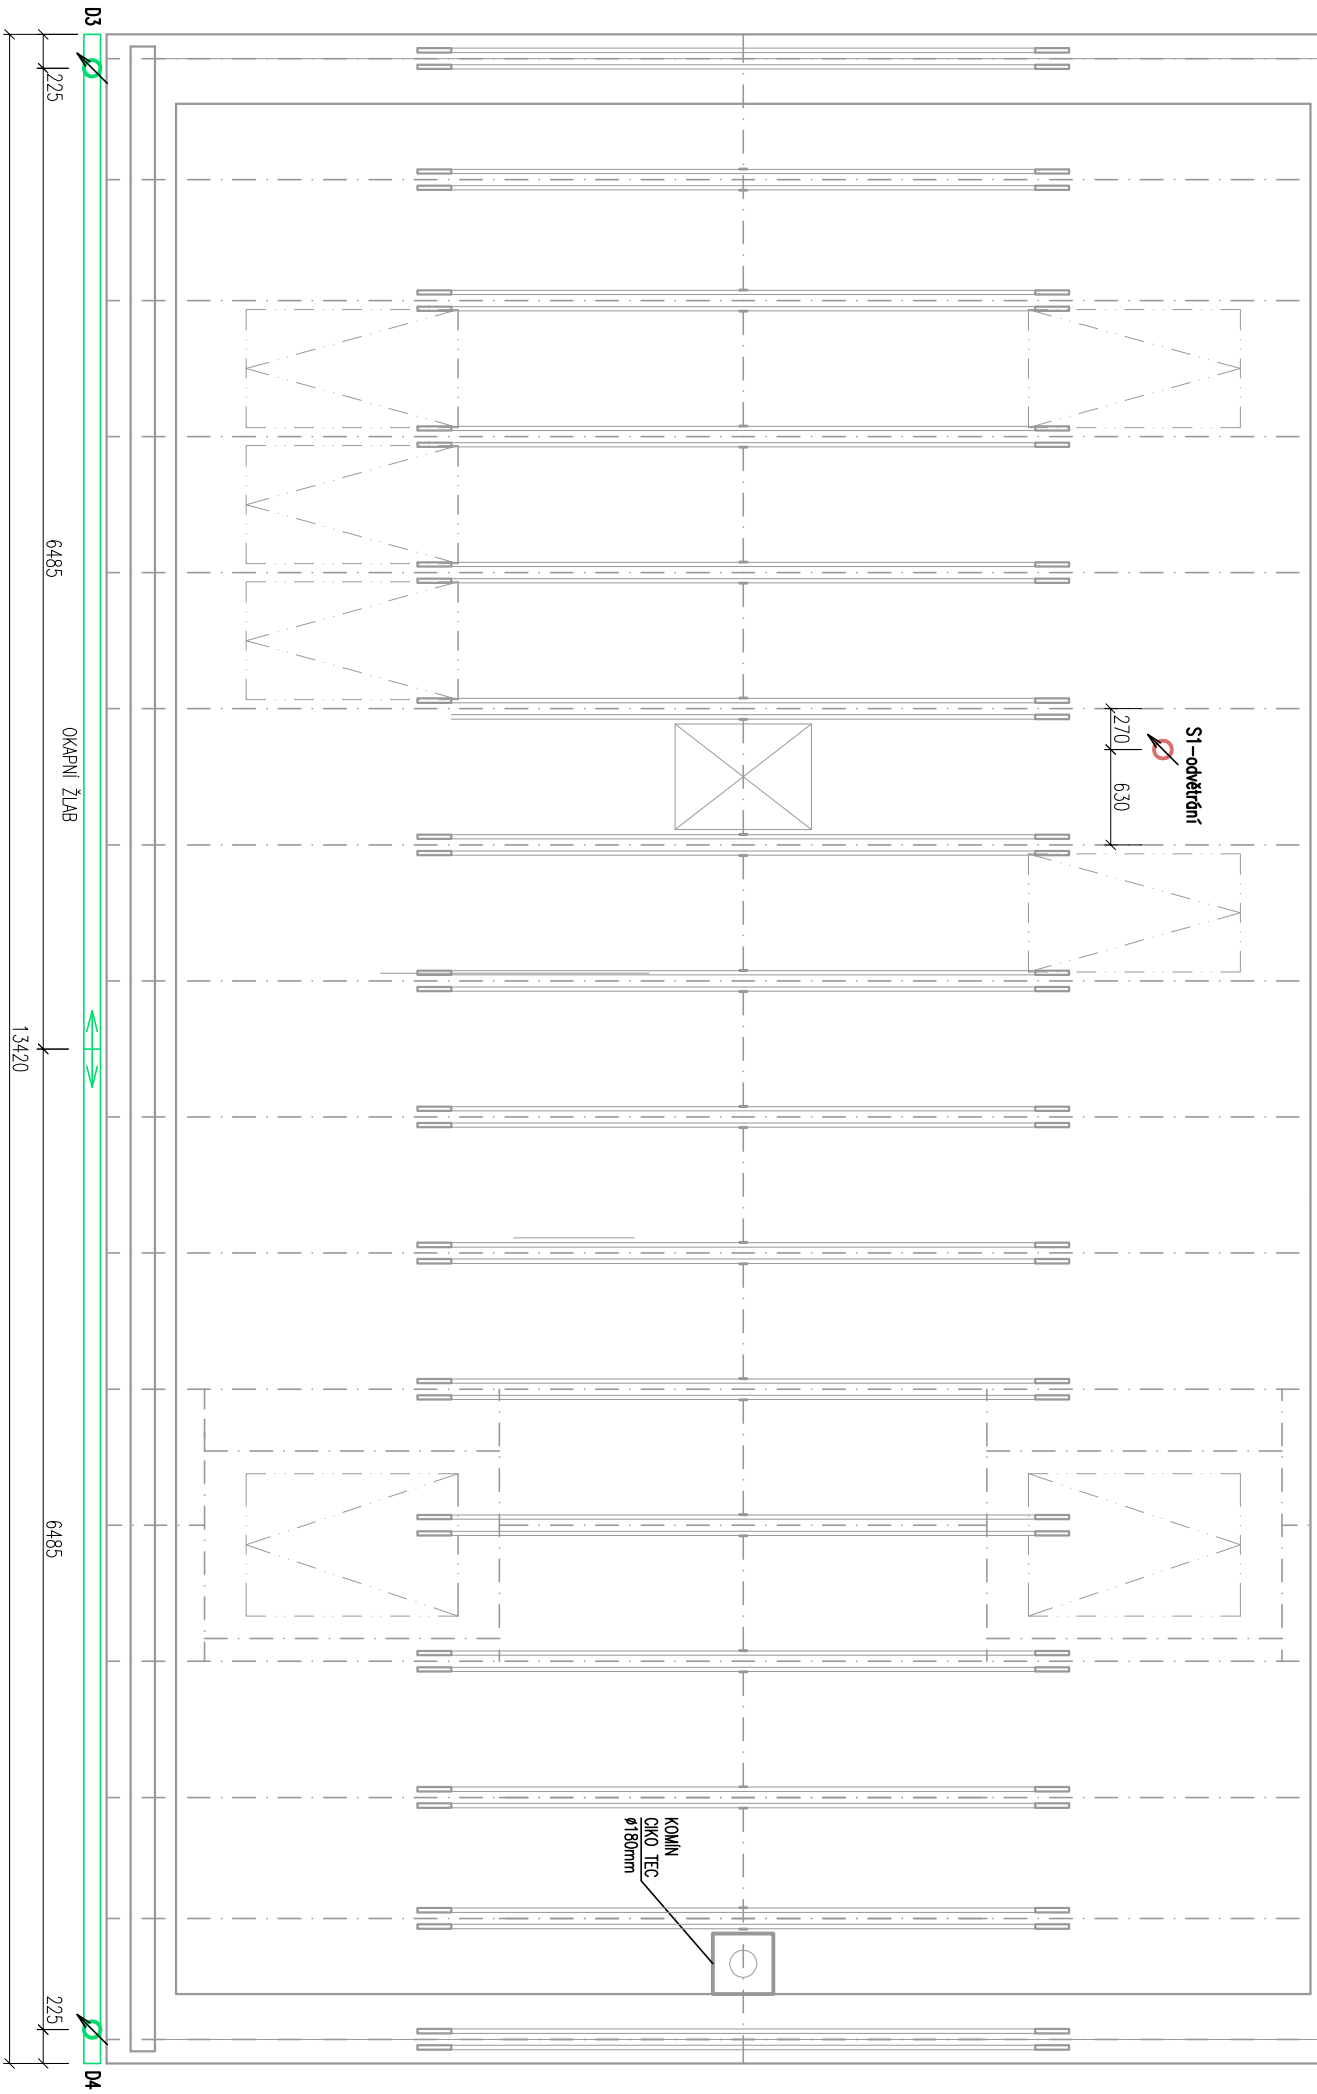 D3
225
6485
OKAPNÍ ŽLAB
13420
6485
225
D4
S1-odvětrání
270
630
KOMÍN
CIKO TEC
ø180mm